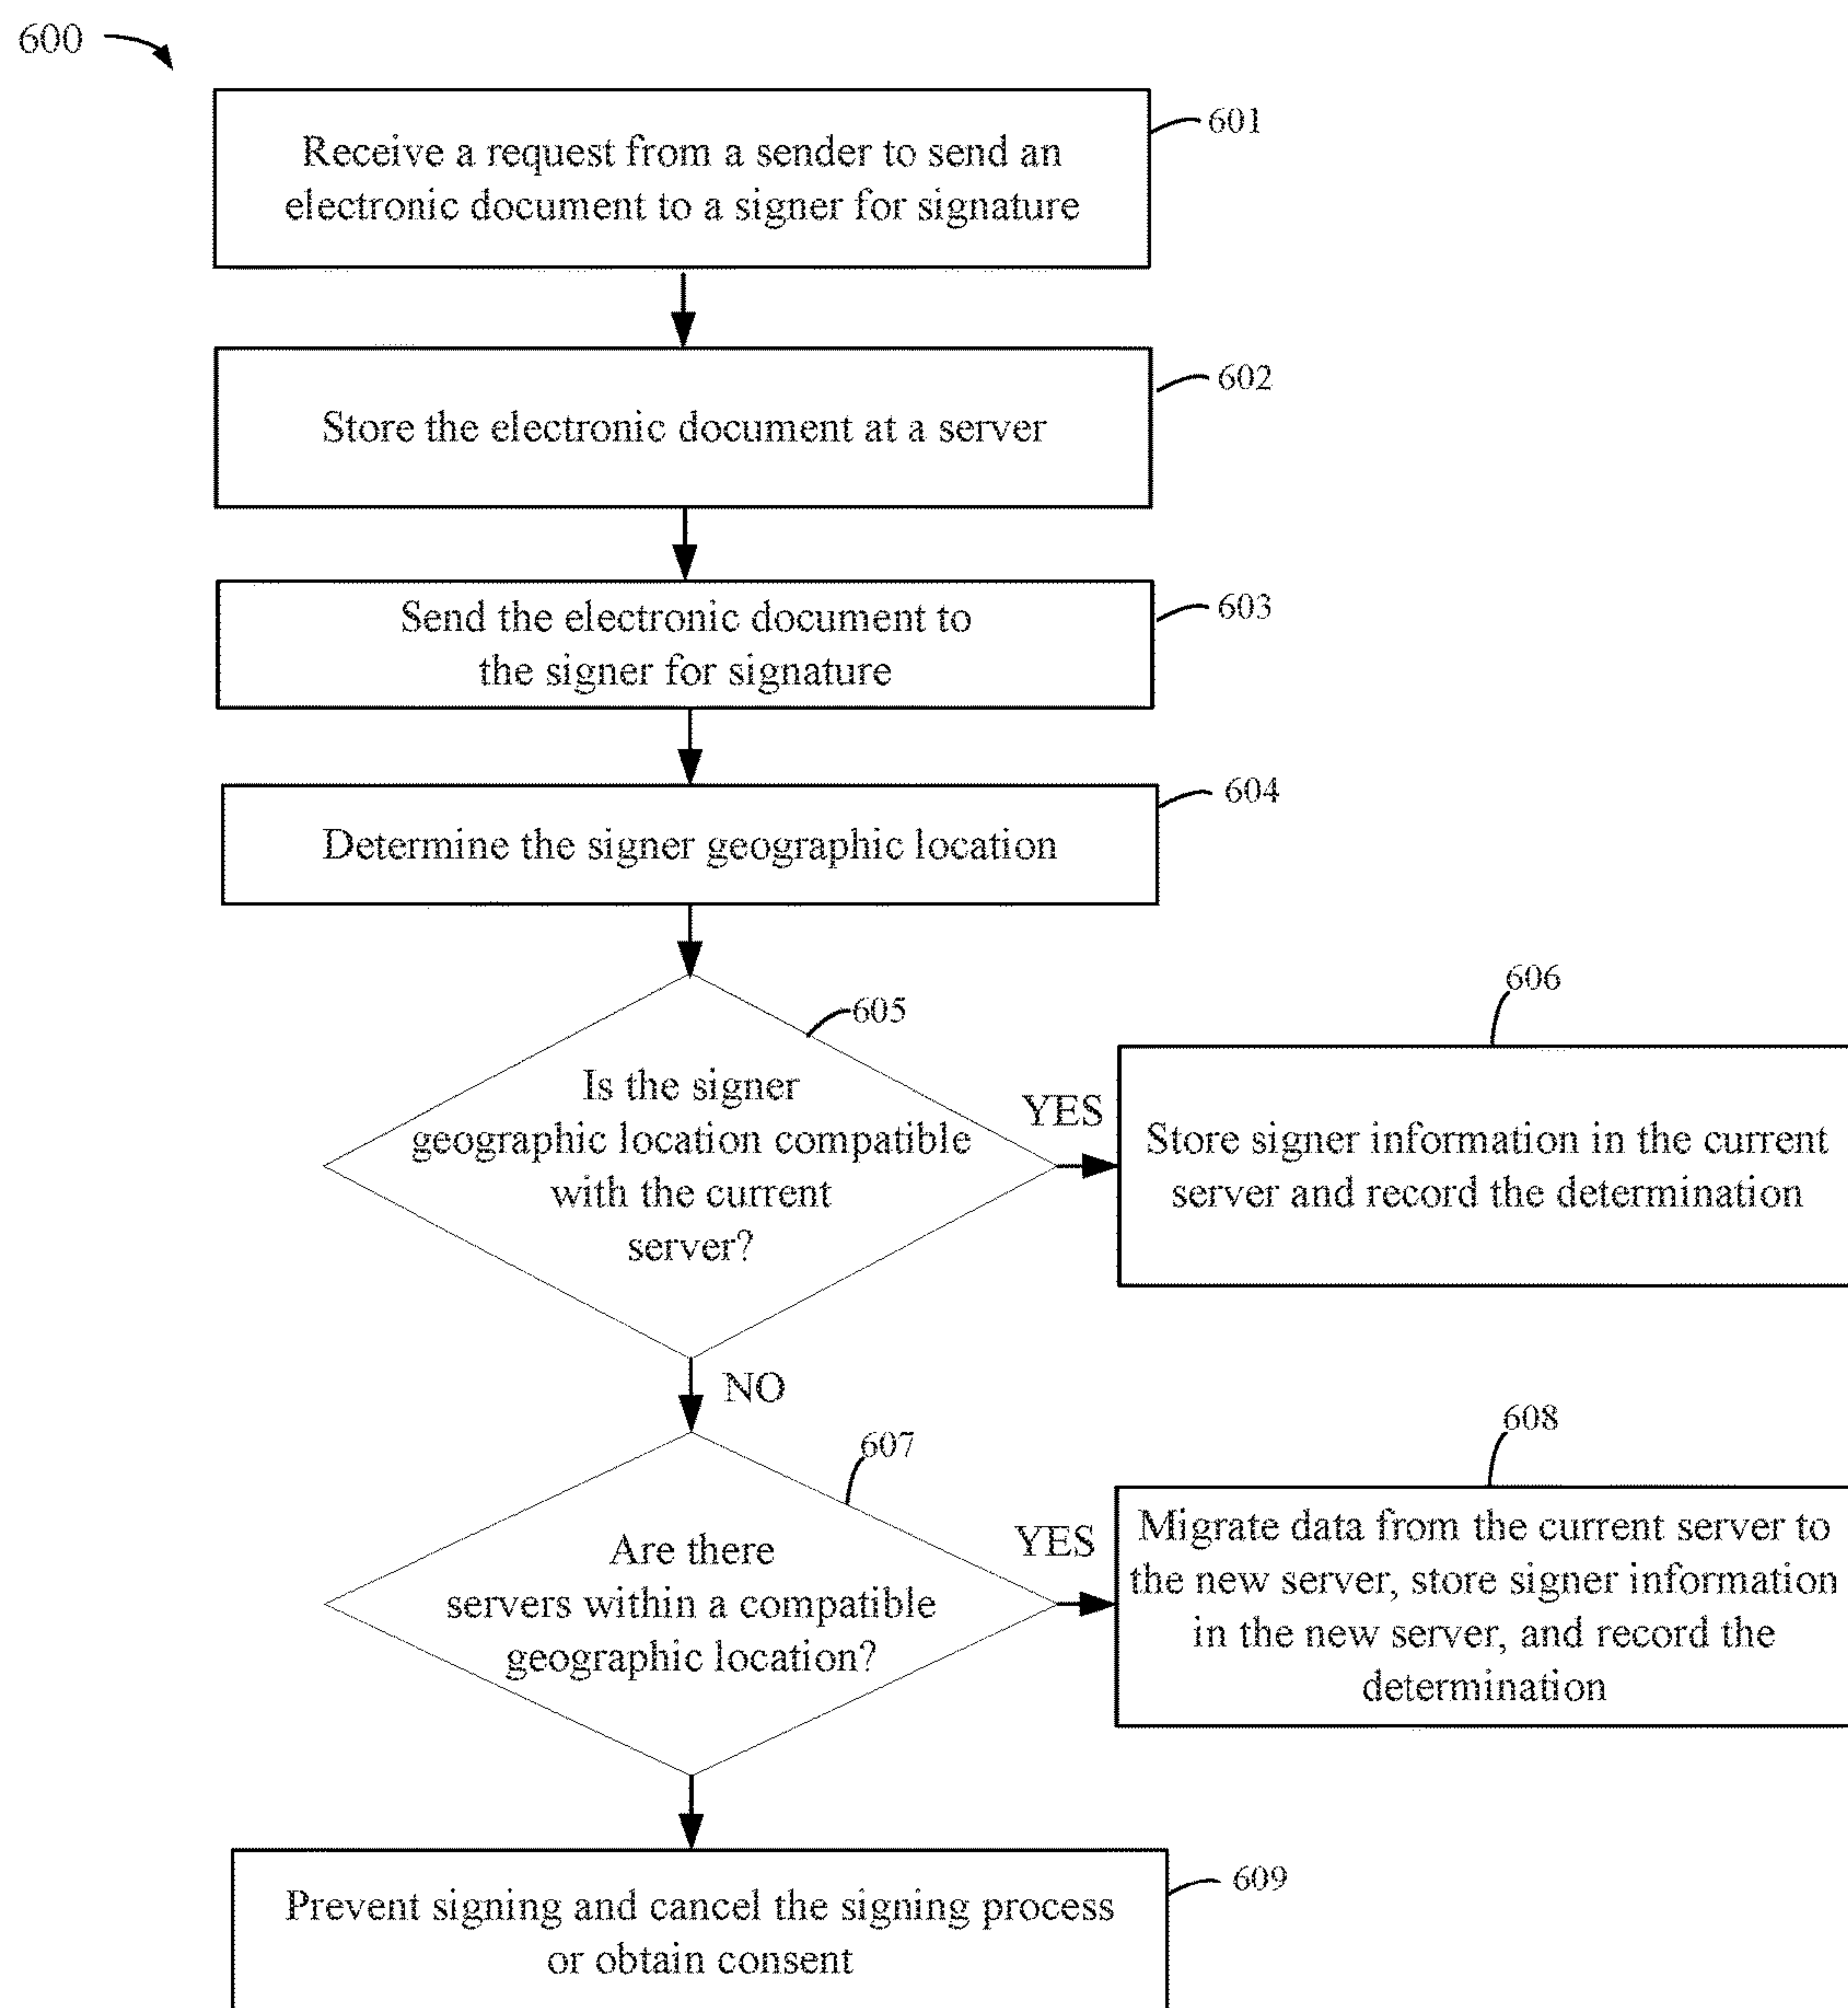 600
601
Receive a request from a sender to send an
electronic document to a signer for signature
602
Store the electronic document at a server
603
Send the electronic document to
the signer for signature
604
Determine the signer geographic location
605
Is the signer
geographic location compatible
with the current
server?
YES
606
Store signer information in the current
server and record the determination
NO
607
Are there
servers within a compatible
geographic location?
YES
608
Migrate data from the current server to
the new server, store signer information
in the new server, and record the
determination
609
Prevent signing and cancel the signing process
or obtain consent